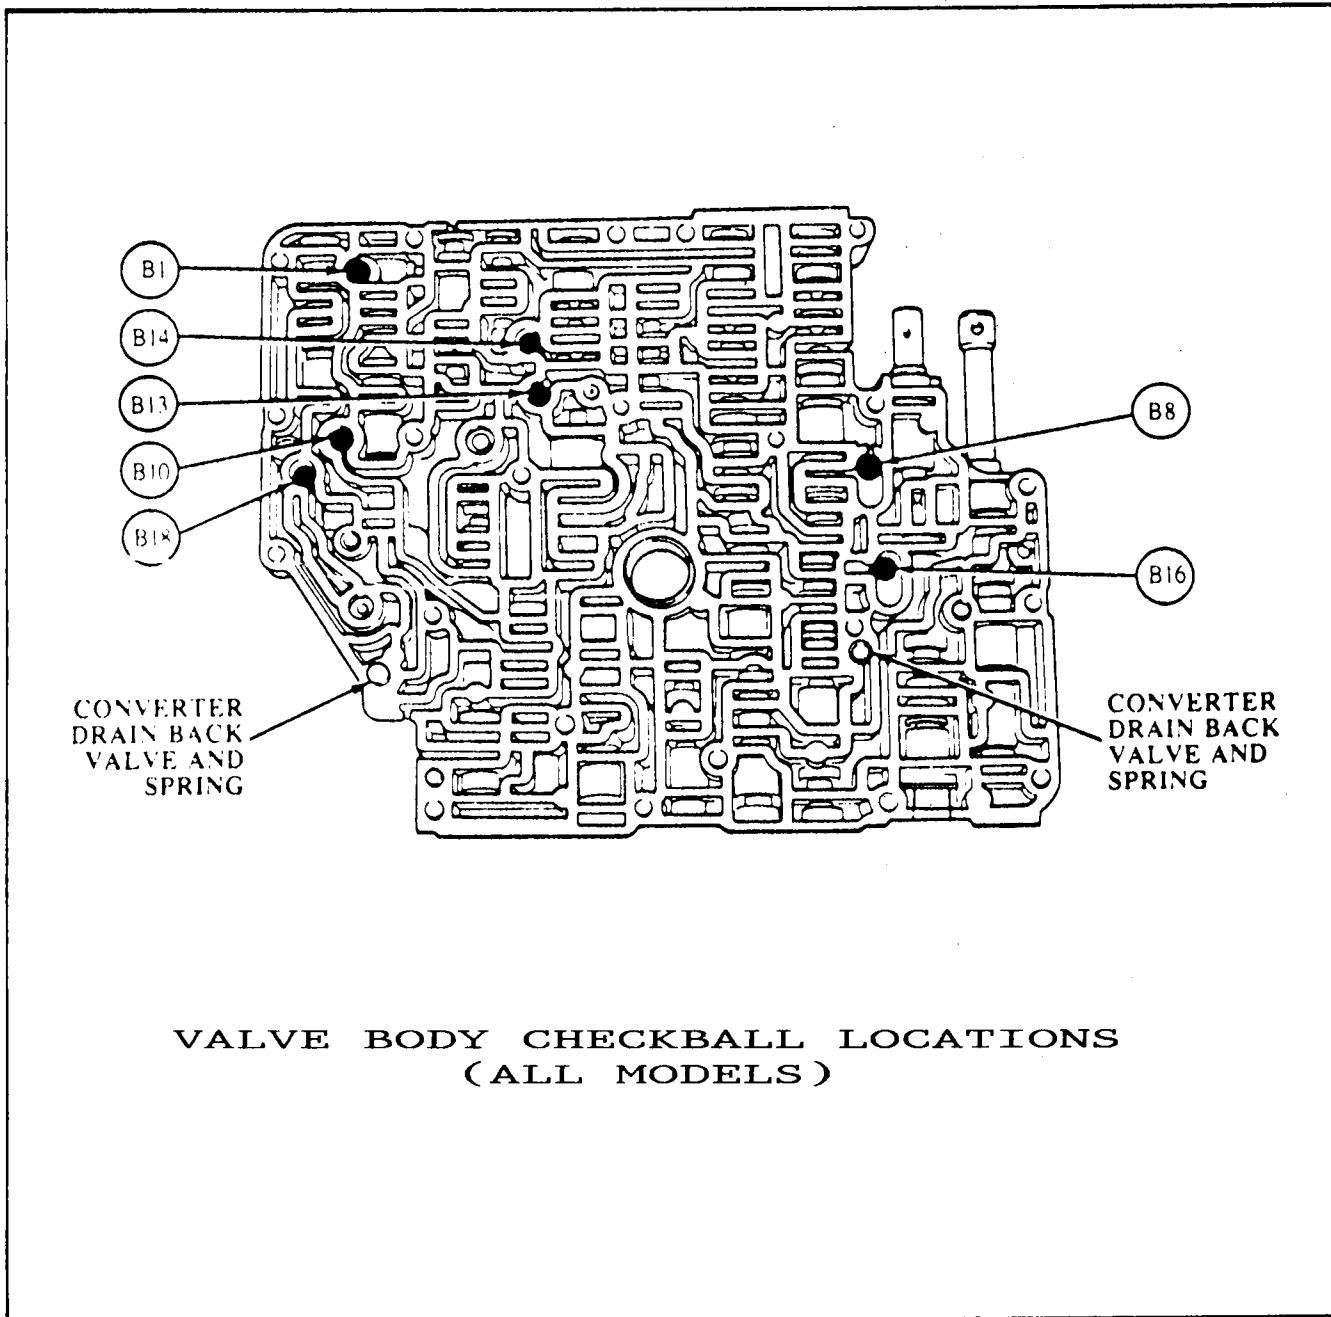 B1
B14
B13
B10
B18
B8
B16
CONVERTER
DRAIN BACK
VALVE AND
SPRING
CONVERTER
DRAIN BACK
VALVE AND
SPRING
VALVE BODY CHECKBALL LOCATIONS
(ALL MODELS)